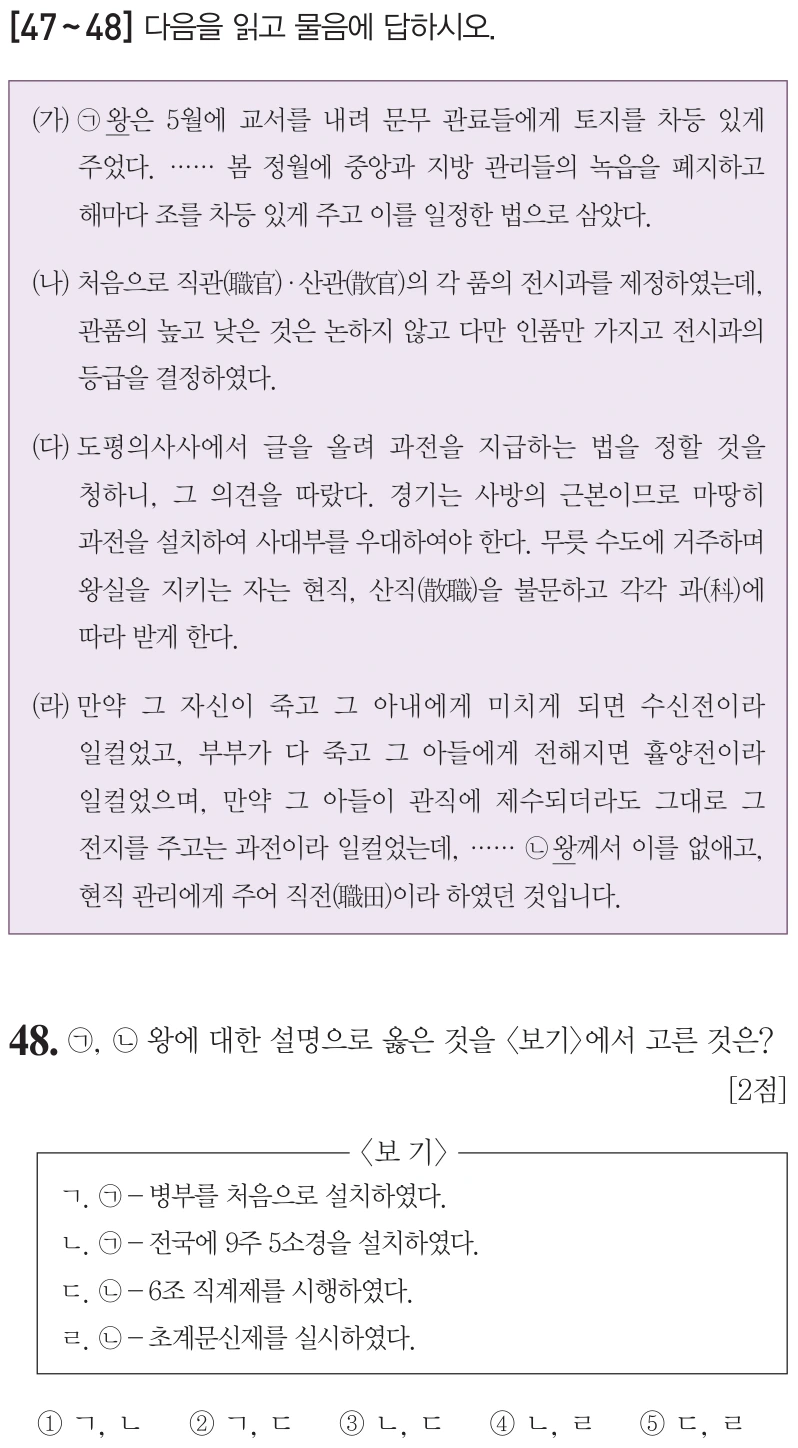 [47~48] 다음을 읽고 물음에 답하시오.
(가) ㉠왕은 5월에 교서를 내려 문무 관료들에게 토지를 차등 있게
주었다. …… 봄 정월에 중앙과 지방 관리들의 녹읍을 폐지하고
해마다 조를 차등 있게 주고 이를 일정한 법으로 삼았다.
(나) 처음으로 직관(職官)·산관(散官)의 각 품의 전시과를 제정하였는데,
관품의 높고 낮은 것은 논하지 않고 다만 인품만 가지고 전시과의
등급을 결정하였다.
(다) 도평의사사에서 글을 올려 과전을 지급하는 법을 정할 것을
청하니, 그 의견을 따랐다. 경기는 사방의 근본이므로 마땅히
과전을 설치하여 사대부를 우대하여야 한다. 무릇 수도에 거주하며
왕실을 지키는 자는 현직, 산직(散職)을 불문하고 각각 과(科)에
따라 받게 한다.
(라) 만약 그 자신이 죽고 그 아내에게 미치게 되면 수신전이라
일컬었고, 부부가 다 죽고 그 아들에게 전해지면 휼양전이라
일컬었으며, 만약 그 아들이 관직에 제수되더라도 그대로 그
전지를 주고는 과전이라 일컬었는데, …… ㉡왕께서 이를 없애고,
현직 관리에게 주어 직전(職田)이라 하였던 것입니다.
48. ㉠, ㉡ 왕에 대한 설명으로 옳은 것을 〈보기〉에서 고른 것은?
[2점]
〈보 기〉
ㄱ. ㉠ – 병부를 처음으로 설치하였다.
ㄴ. ㉠ – 전국에 9주 5소경을 설치하였다.
ㄷ. ㉡ – 6조 직계제를 시행하였다.
ㄹ. ㉡ – 초계문신제를 실시하였다.
① ㄱ, ㄴ ② ㄱ, ㄷ ③ ㄴ, ㄷ ④ ㄴ, ㄹ ⑤ ㄷ, ㄹ